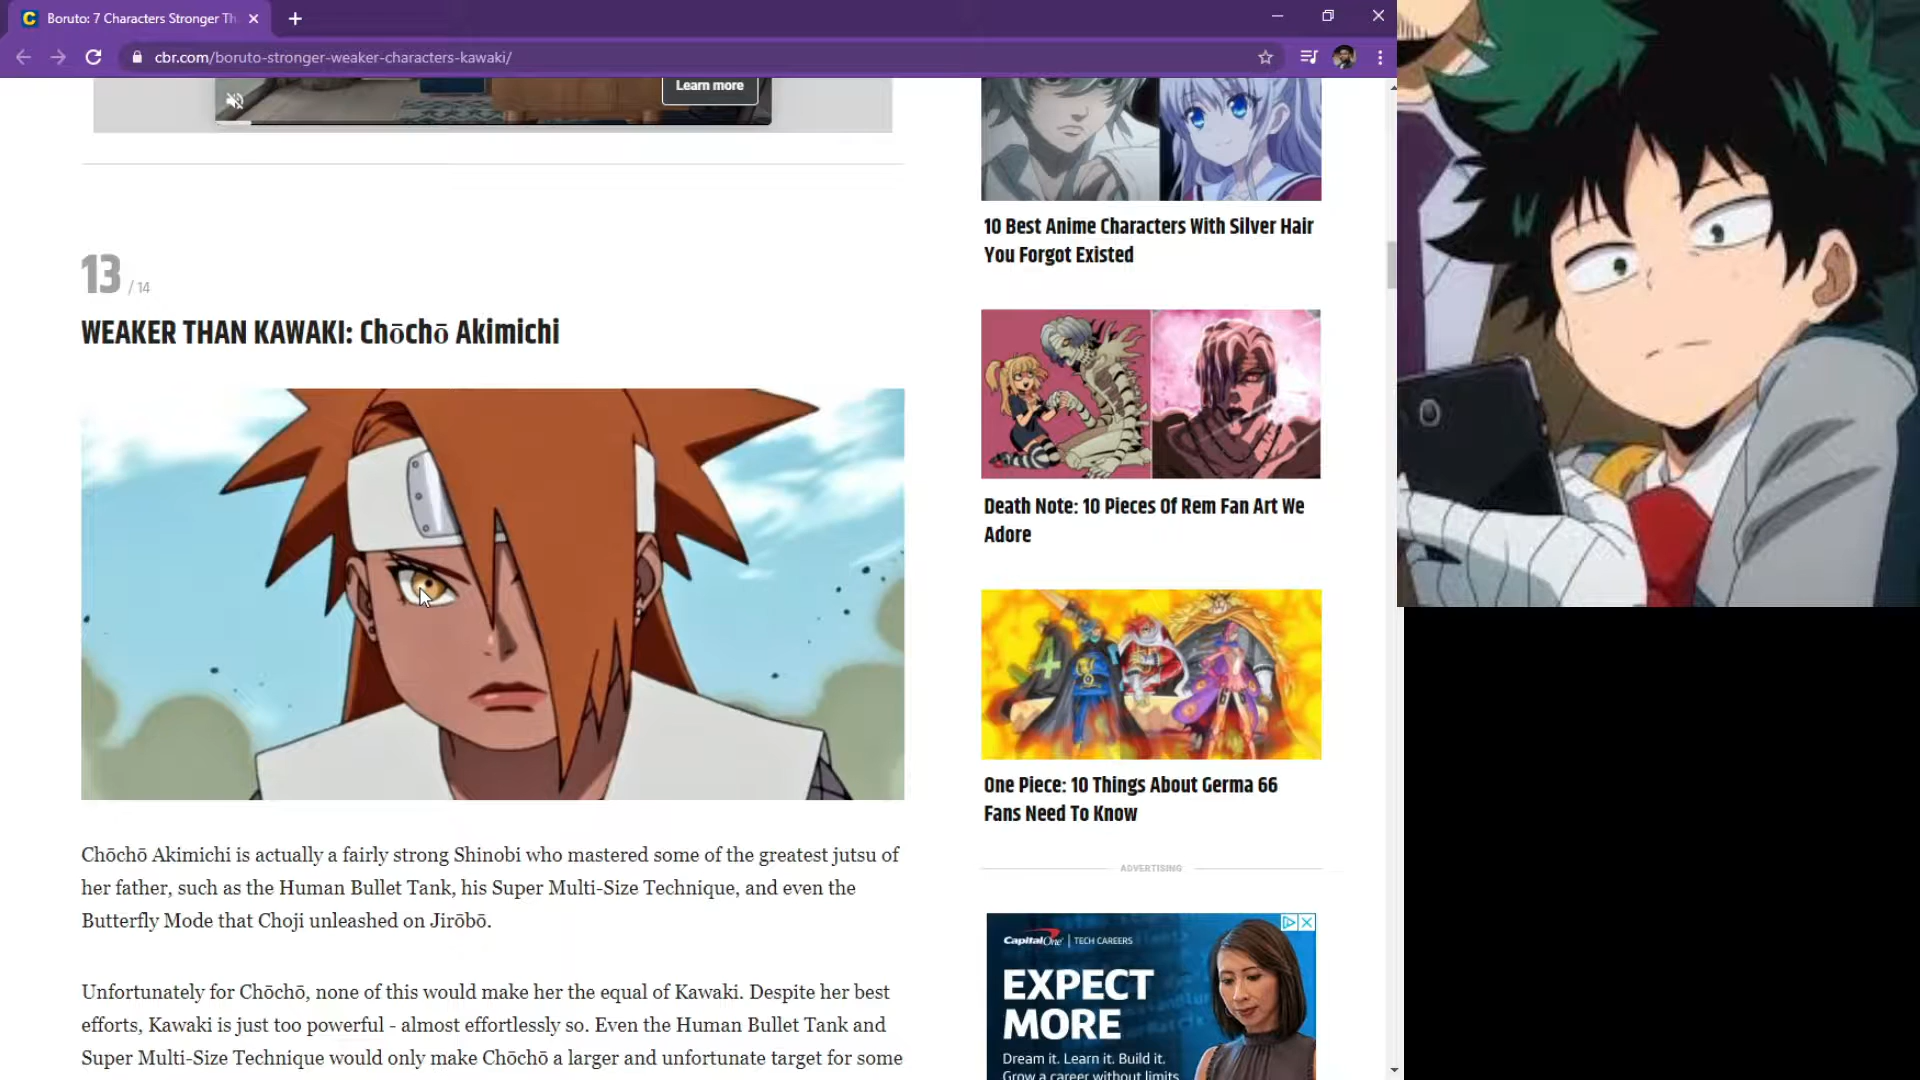 Boruto: 7 Characters Stronger Th
cbr.com/boruto-stronger-weaker-characters-kawaki/
Learn more
13 / 14
WEAKER THAN KAWAKI: Chōchō Akimichi
Chōchō Akimichi is actually a fairly strong Shinobi who mastered some of the greatest jutsu of
her father, such as the Human Bullet Tank, his Super Multi-Size Technique, and even the
Butterfly Mode that Choji unleashed on Jirōbō.
Unfortunately for Chōchō, none of this would make her the equal of Kawaki. Despite her best
efforts, Kawaki is just too powerful - almost effortlessly so. Even the Human Bullet Tank and
Super Multi-Size Technique would only make Chōchō a larger and unfortunate target for some
10 Best Anime Characters With Silver Hair
You Forgot Existed
Death Note: 10 Pieces Of Rem Fan Art We
Adore
One Piece: 10 Things About Germa 66
Fans Need To Know
ADVERTISING
Capital One | TECH CAREERS
EXPECT
MORE
Dream it. Learn it. Build it.
Grow a career without limits